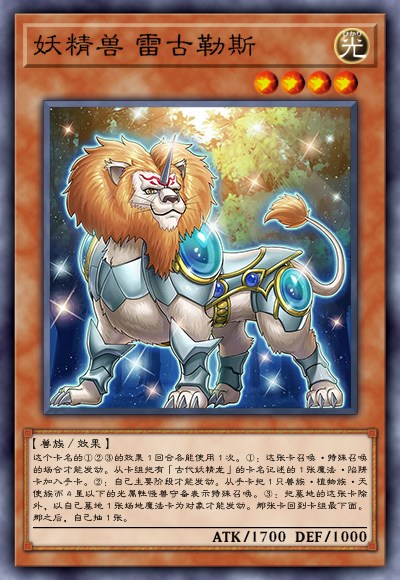 妖精兽 雷古勒斯
光
【兽族/效果】
这个卡名的①②③的效果1回合各能使用1次。①：这张卡召唤·特殊召唤
的场合才能发动。从卡组把有「古代妖精龙」的卡名记述的1张魔法·陷阱
卡加入手卡。②：自己主要阶段才能发动。从手卡把1只兽族·植物族·天
使族而4星以下的光属性怪兽守备表示特殊召唤。③：把墓地的这张卡除
外，以自己墓地1张场地魔法卡为对象才能发动。那张卡回到卡组最下面。
那之后，自己抽1张。
ATK/1700 DEF/1000